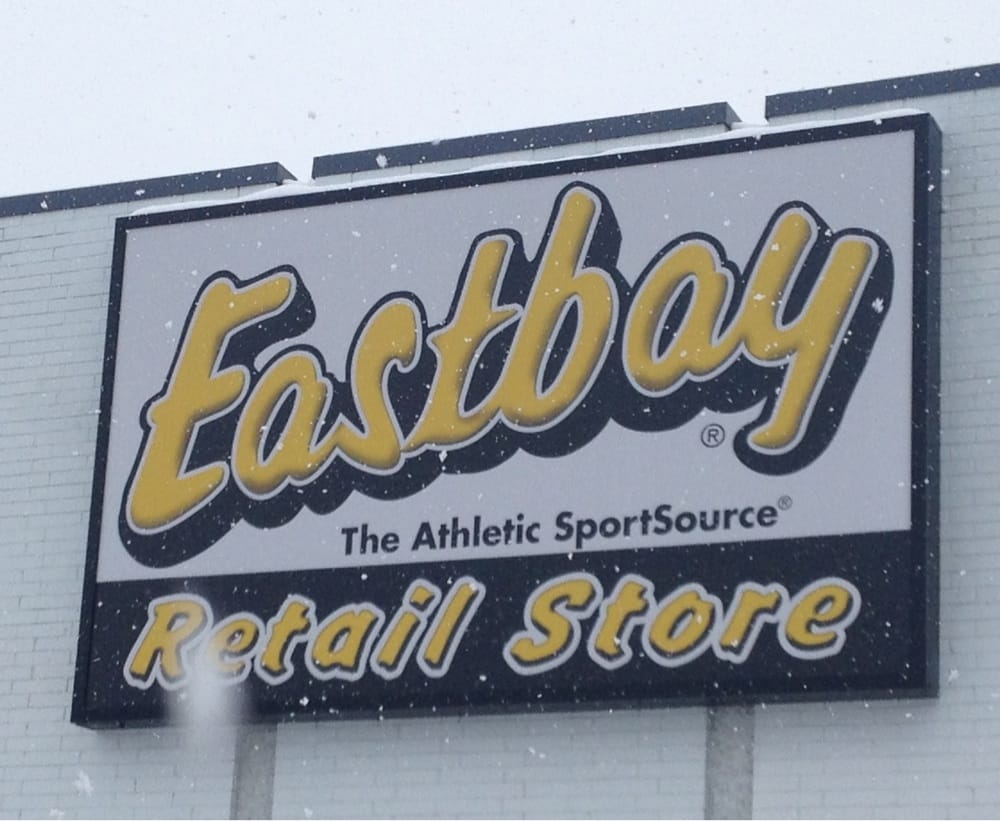 Eastbay®
The Athletic SportSource®
Retail Store